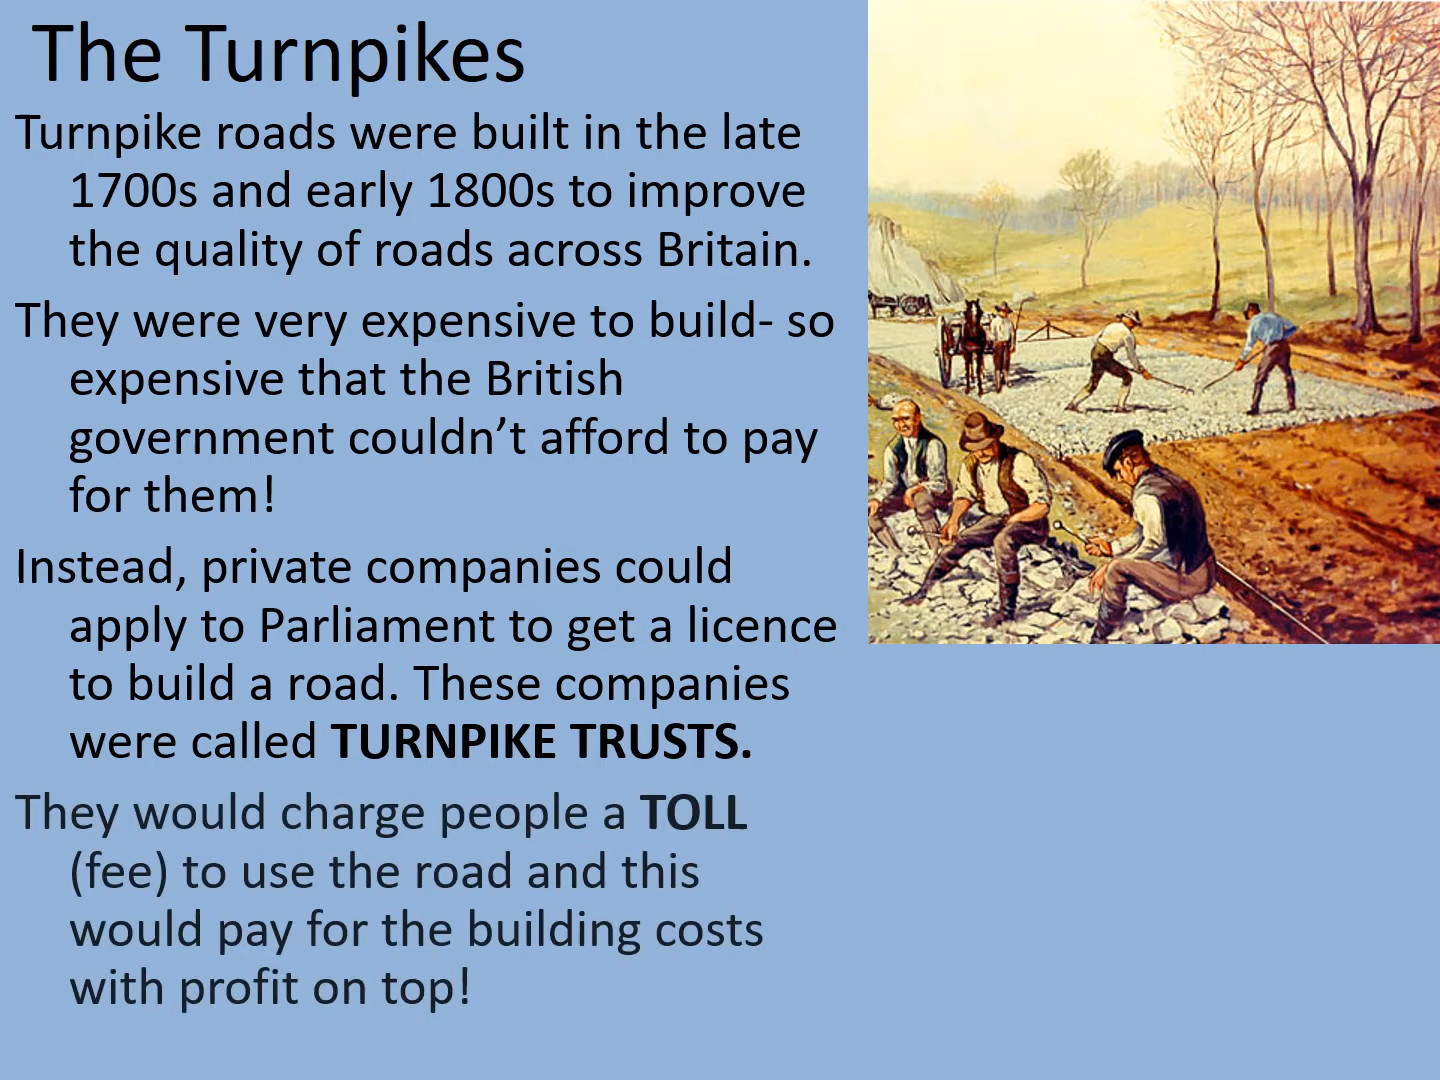 The Turnpikes
Turnpike roads were built in the late
1700s and early 1800s to improve
the quality of roads across Britain.
They were very expensive to build- so
expensive that the British
government couldn’t afford to pay
for them!
Instead, private companies could
apply to Parliament to get a licence
to build a road. These companies
were called TURNPIKE TRUSTS.
They would charge people a TOLL
(fee) to use the road and this
would pay for the building costs
with profit on top!